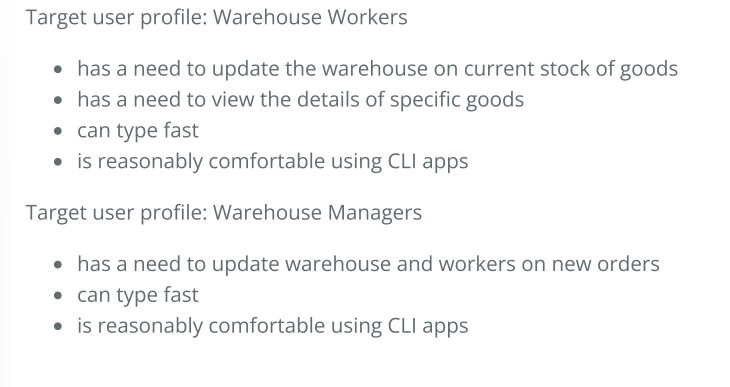 Target user profile: Warehouse Workers
• has a need to update the warehouse on current stock of goods
• has a need to view the details of specific goods
• can type fast
• is reasonably comfortable using CLI apps
Target user profile: Warehouse Managers
• has a need to update warehouse and workers on new orders
• can type fast
• is reasonably comfortable using CLI apps